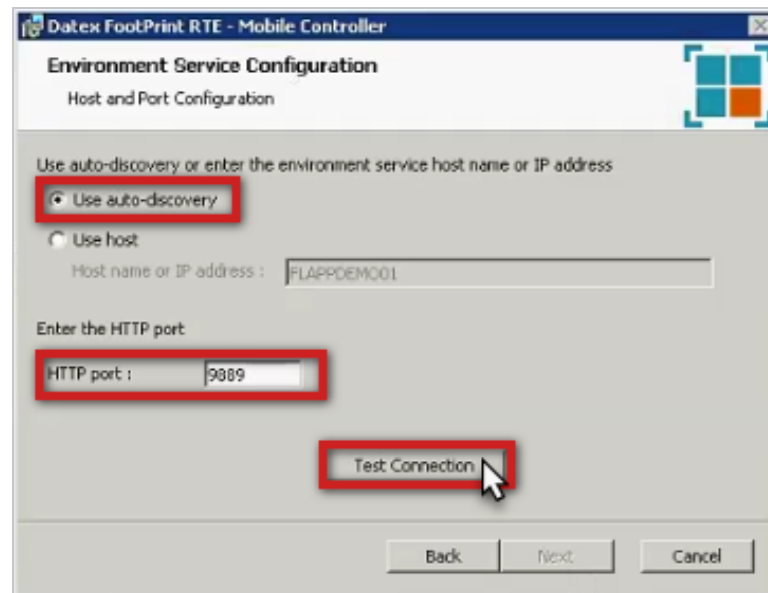 Datex FootPrint RTE - Mobile Controller
Environment Service Configuration
Host and Port Configuration
Use auto-discovery or enter the environment service host name or IP address
Use auto-discovery
Use host
Host name or IP address : FLAPPDEMO01
Enter the HTTP port
HTTP port : 9889
Test Connection
Back Next Cancel